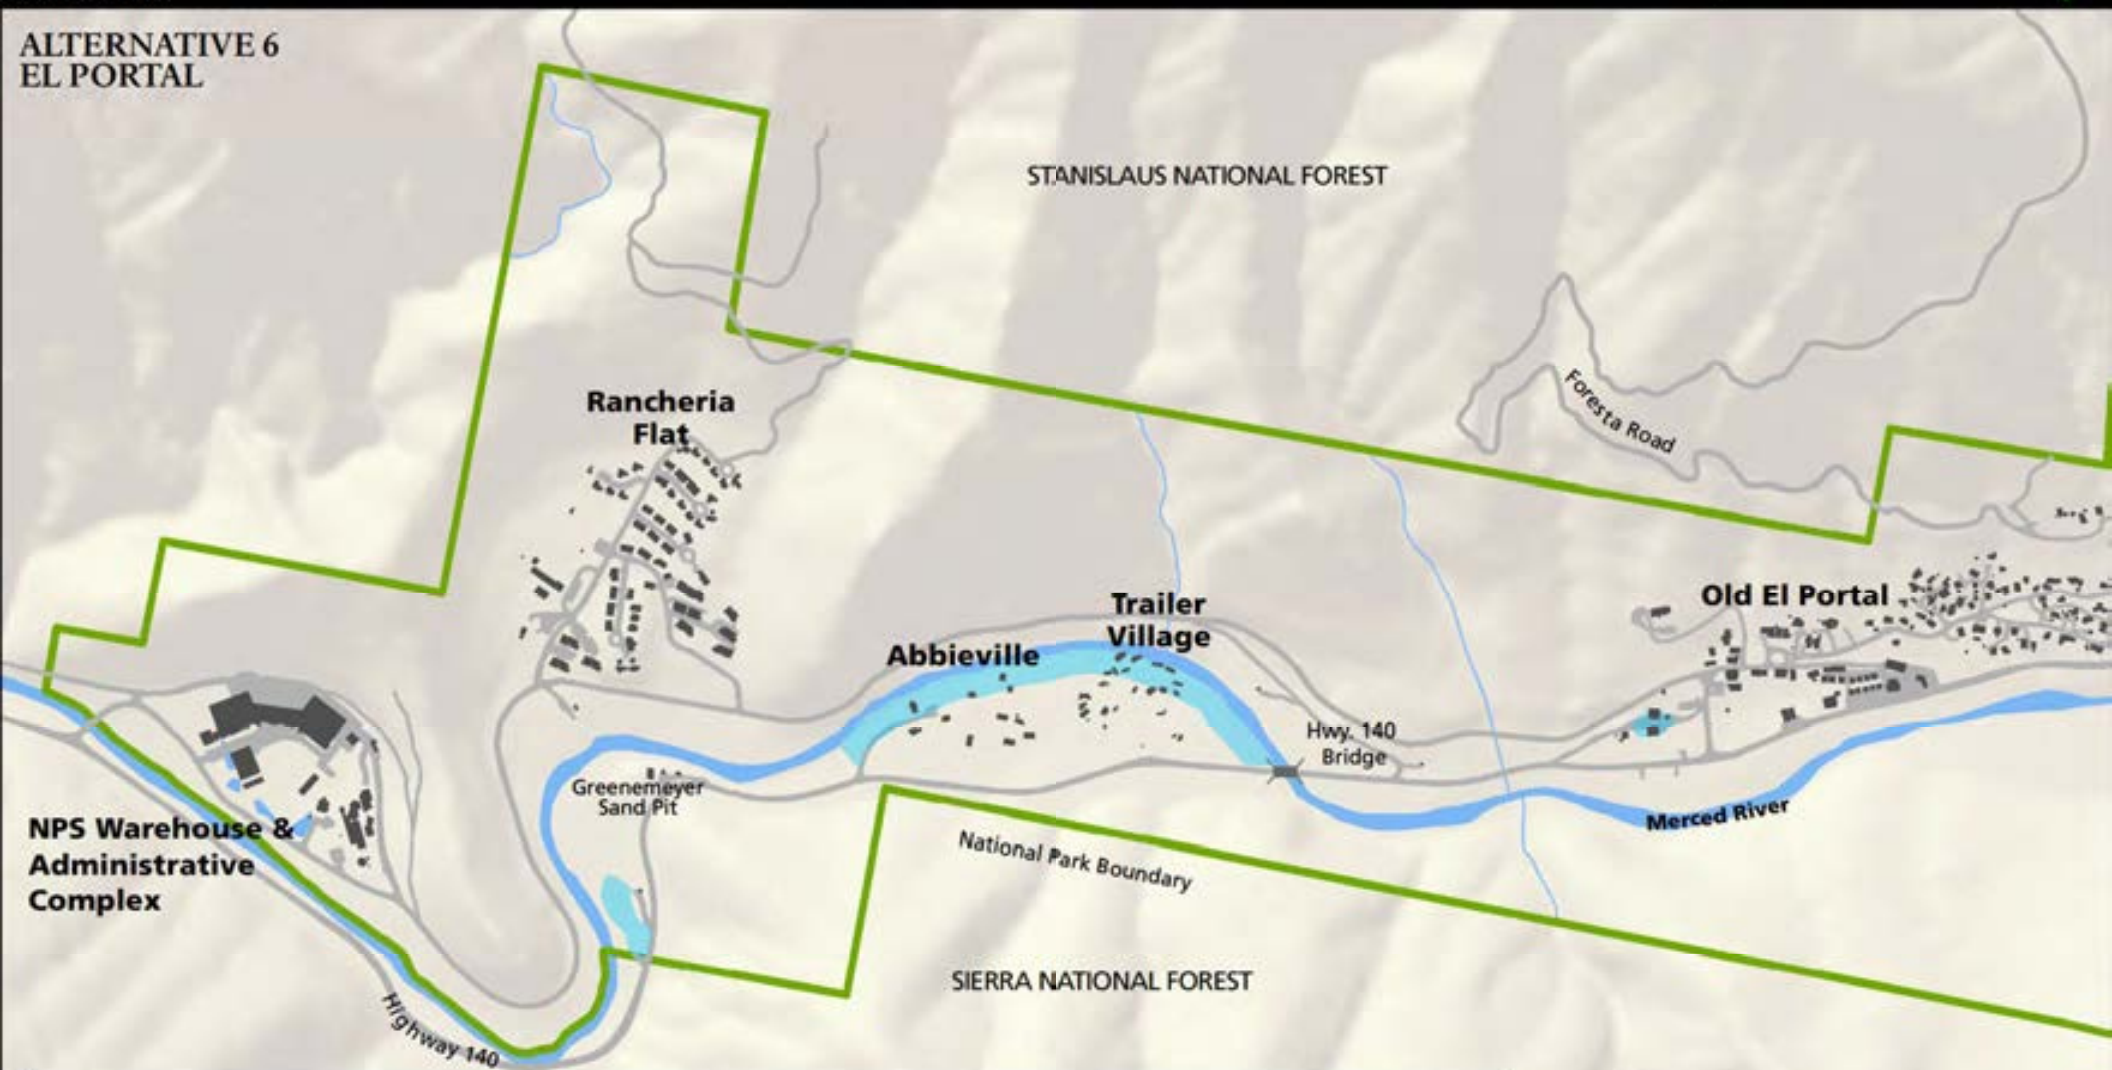 ALTERNATIVE 6
EL PORTAL
STANISLAUS NATIONAL FOREST
Rancheria
Flat
Foresta Road
Trailer
Village
Old El Portal
Abbieville
Hwy. 140
Bridge
Greenemeyer
Sand Pit
Merced River
NPS Warehouse &
Administrative
Complex
National Park Boundary
SIERRA NATIONAL FOREST
Highway 140